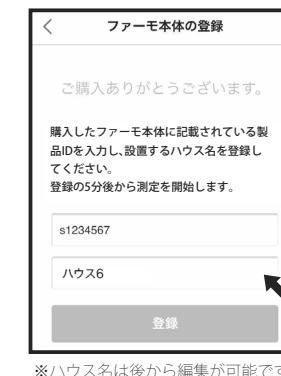 ファーモ本体の登録
ご購入ありがとうございます。
購入したファーモ本体に記載されている製
品IDを入力し、設置するハウス名を登録し
てください。
登録の5分後から測定を開始します。
s1234567
ハウス6
登録
※ハウス名は後から編集が可能です